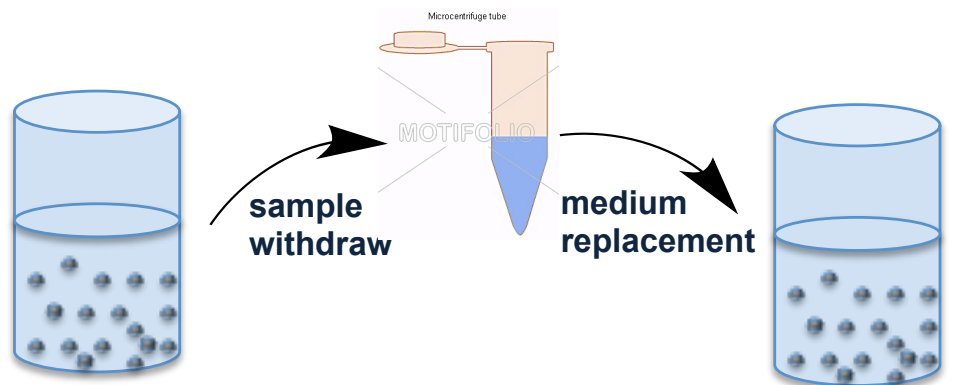 Microcentrifuge tube
MOTIFOLIO
sample
withdraw
medium
replacement